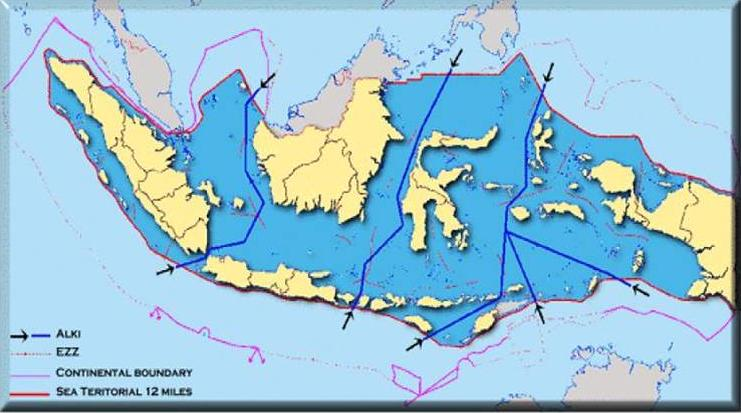 ALKI
EZZ
CONTINENTAL BOUNDARY
SEA TERITORIAL 12 MILES